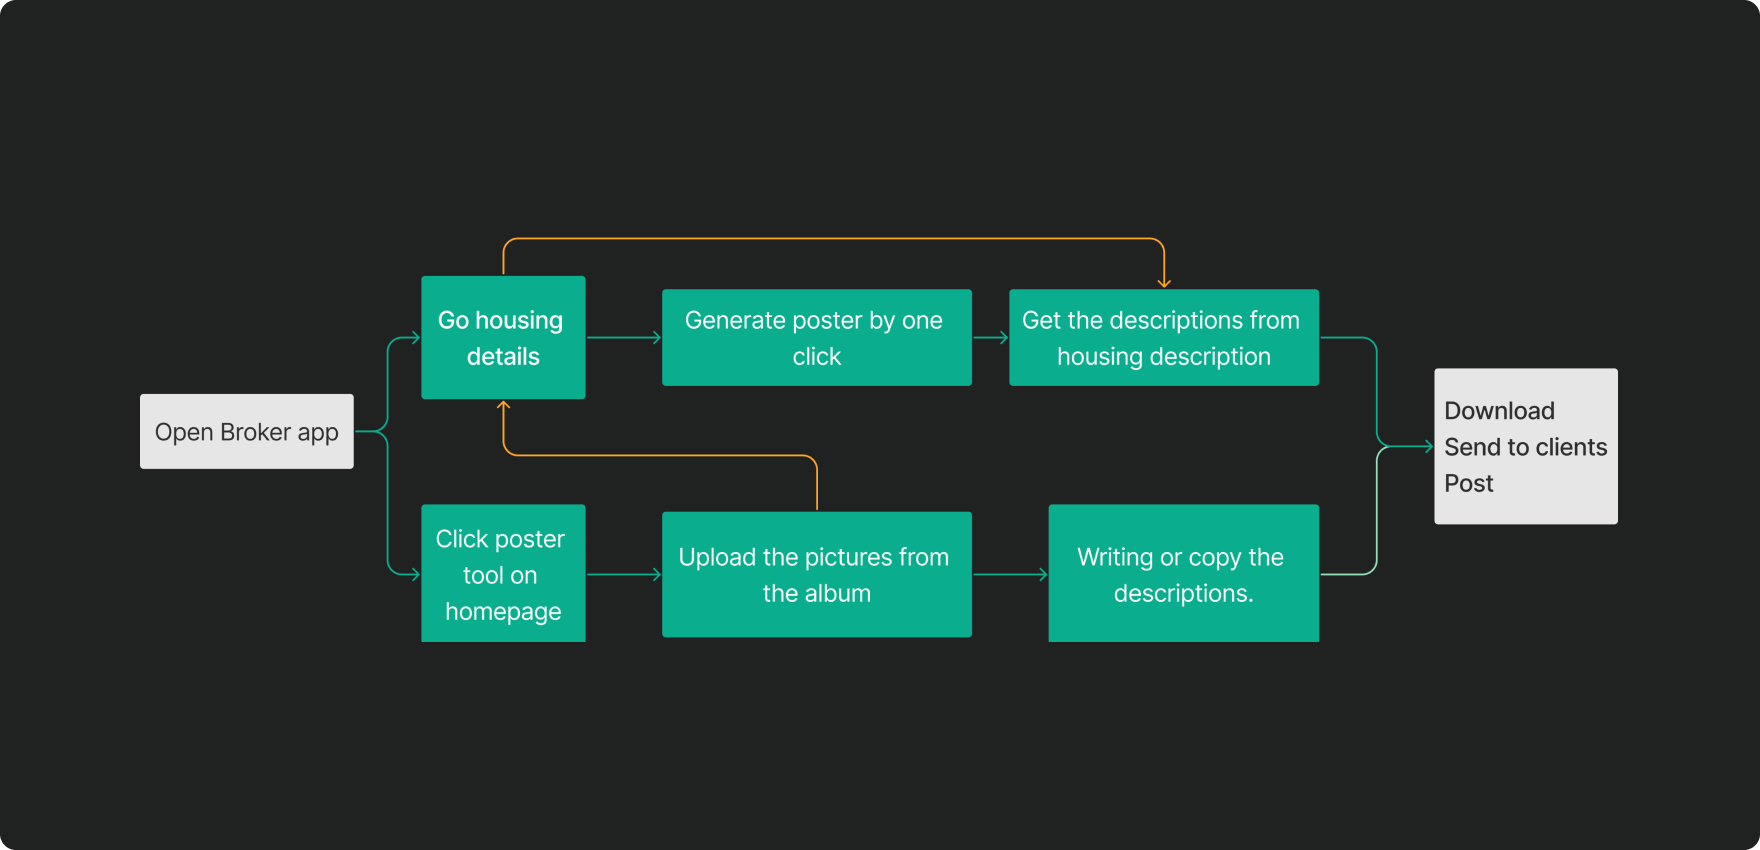 Open Broker app
Go housing
details
Generate poster by one
click
Get the descriptions from
housing description
Click poster
tool on
homepage
Upload the pictures from
the album
Writing or copy the
descriptions.
Download
Send to clients
Post